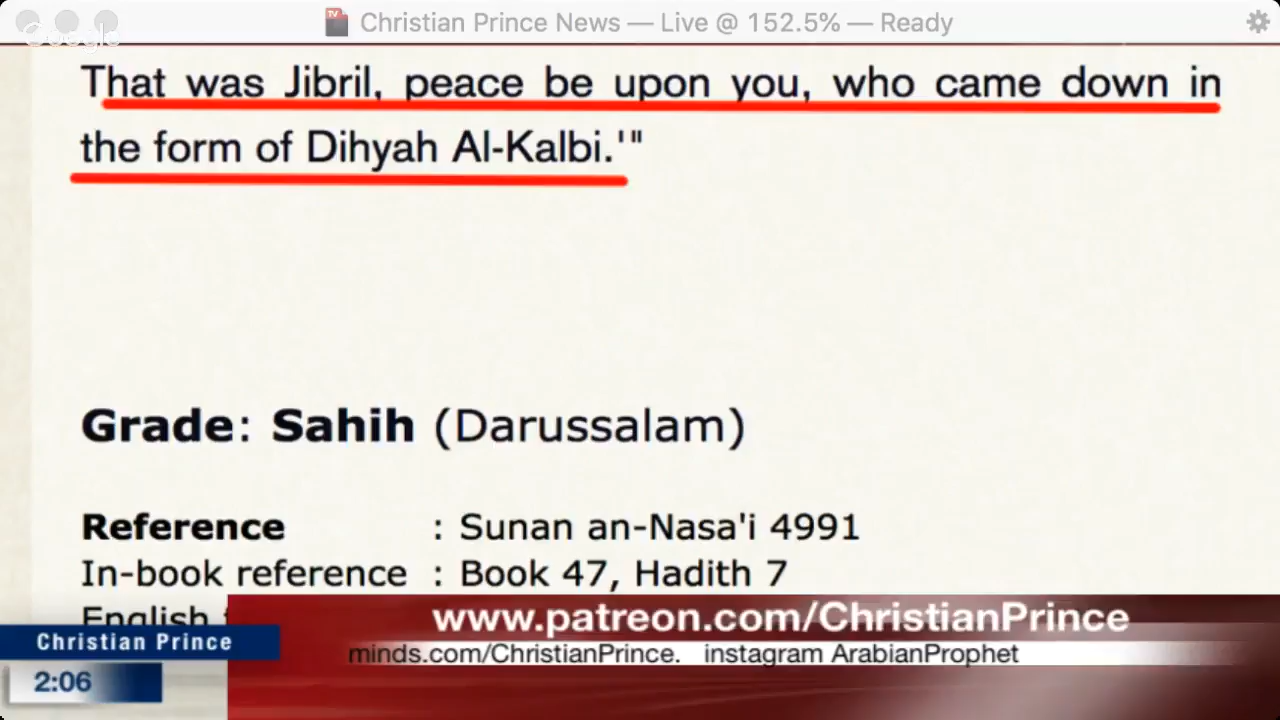 Christian Prince News — Live @ 152.5% — Ready
Google
That was Jibril, peace be upon you, who came down in
the form of Dihyah Al-Kalbi.'"
Grade: Sahih (Darussalam)
Reference : Sunan an-Nasa'i 4991
In-book reference : Book 47, Hadith 7
English
www.patreon.com/ChristianPrince
Christian Prince
minds.com/ChristianPrince. instagram ArabianProphet
2:06